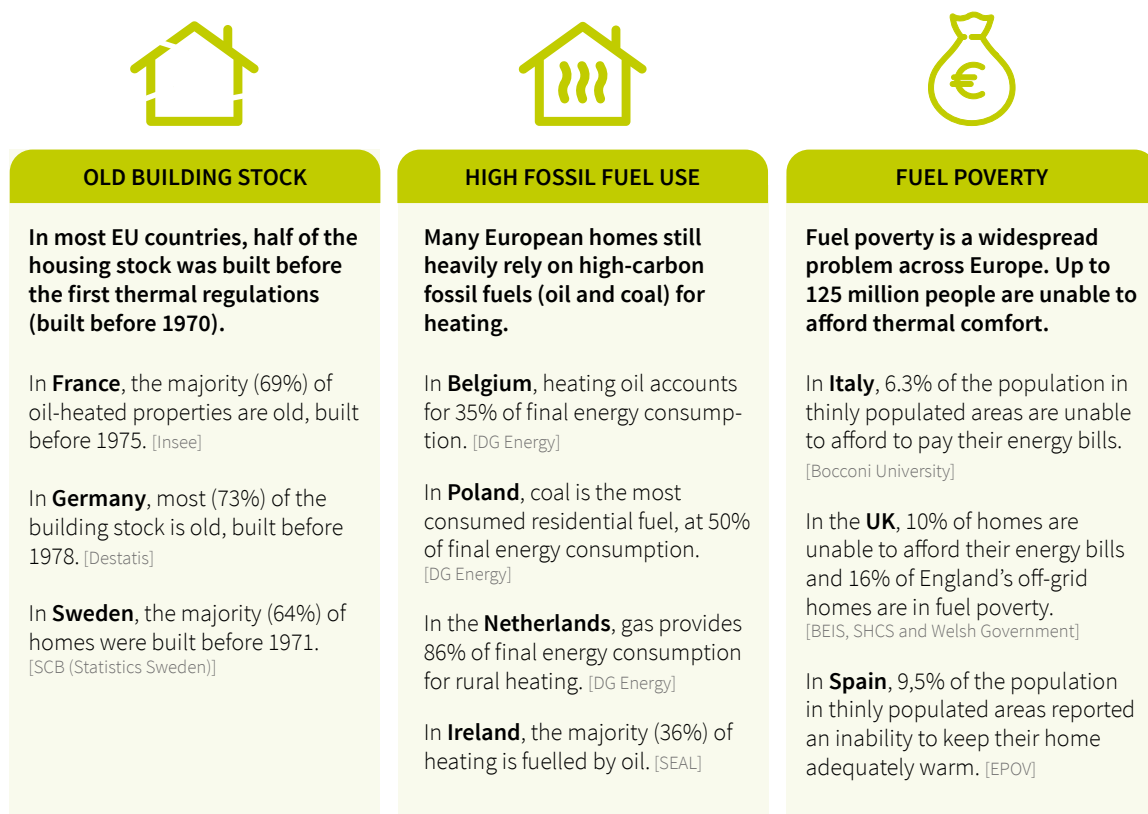 €
OLD BUILDING STOCK
In most EU countries, half of the
housing stock was built before
the first thermal regulations
(built before 1970).
In France, the majority (69%) of
oil-heated properties are old, built
before 1975. [Insee]
In Germany, most (73%) of the
building stock is old, built before
1978. [Destatis]
In Sweden, the majority (64%) of
homes were built before 1971.
[SCB (Statistics Sweden)]
HIGH FOSSIL FUEL USE
Many European homes still
heavily rely on high-carbon
fossil fuels (oil and coal) for
heating.
In Belgium, heating oil accounts
for 35% of final energy consump-
tion. [DG Energy]
In Poland, coal is the most
consumed residential fuel, at 50%
of final energy consumption.
[DG Energy]
In the Netherlands, gas provides
86% of final energy consumption
for rural heating. [DG Energy]
In Ireland, the majority (36%) of
heating is fuelled by oil. [SEAL]
FUEL POVERTY
Fuel poverty is a widespread
problem across Europe. Up to
125 million people are unable to
afford thermal comfort.
In Italy, 6.3% of the population in
thinly populated areas are unable
to afford to pay their energy bills.
[Bocconi University]
In the UK, 10% of homes are
unable to afford their energy bills
and 16% of England’s off-grid
homes are in fuel poverty.
[BEIS, SHCS and Welsh Government]
In Spain, 9,5% of the population
in thinly populated areas reported
an inability to keep their home
adequately warm. [EPOV]